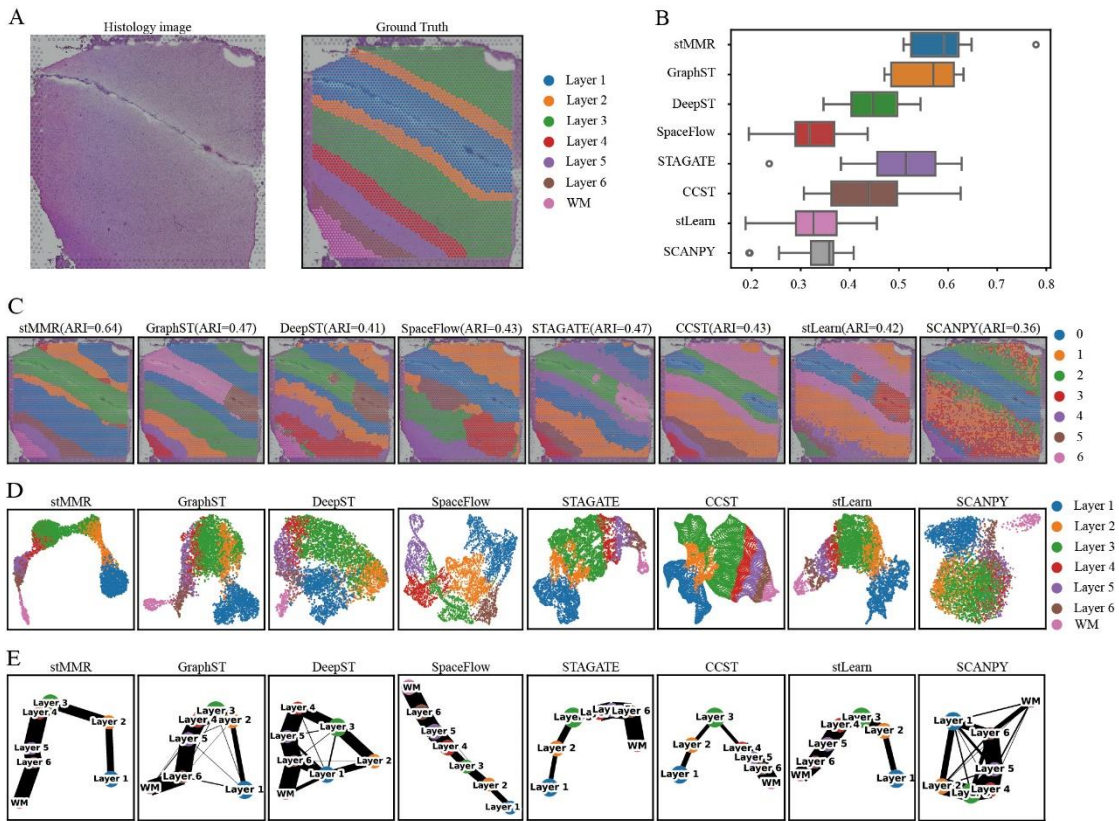 A
Histology image
Ground Truth
Layer 1
Layer 2
Layer 3
Layer 4
Layer 5
Layer 6
WM
B
stMMR
GraphST
DeepST
SpaceFlow
STAGATE
CCST
stLearn
SCANPY
0.2 0.3 0.4 0.5 0.6 0.7 0.8
C
stMMR(ARI=0.64) GraphST(ARI=0.47) DeepST(ARI=0.41) SpaceFlow(ARI=0.43) STAGATE(ARI=0.47) CCST(ARI=0.43) stLearn(ARI=0.42) SCANPY(ARI=0.36)
0
1
2
3
4
5
6
D
stMMR GraphST DeepST SpaceFlow STAGATE CCST stLearn SCANPY
Layer 1
Layer 2
Layer 3
Layer 4
Layer 5
Layer 6
WM
E
stMMR GraphST DeepST SpaceFlow STAGATE CCST stLearn SCANPY
Layer 3
Layer 4
Layer 2
Layer 5
Layer 6
Layer 1
WM
Layer 3
Layer 4
Layer 2
Layer 5
Layer 6
WM
Layer 1
Layer 4
Layer 3
Layer 5
Layer 6
Layer 2
Layer 1
WM
WM
Layer 6
Layer 5
Layer 4
Layer 3
Layer 2
Layer 1
Layer 6
Layer 2
WM
Layer 1
Layer 3
Layer 2
Layer 4
Layer 5
Layer 6
Layer 1
WM
Layer 3
Layer 4
Layer 2
Layer 5
Layer 6
WM
Layer 1
WM
Layer 1
Layer 6
Layer 5
Layer 2
Layer 4